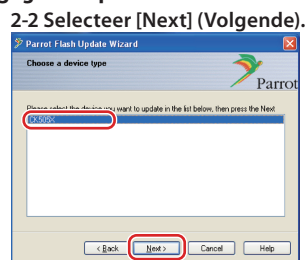 2-2 Selecteer [Next] (Volgende).
Parrot Flash Update Wizard
Choose a device type
Parrot
Please select the device you want to update in the list below, then press the Next
CK505X
< Back Next > Cancel Help